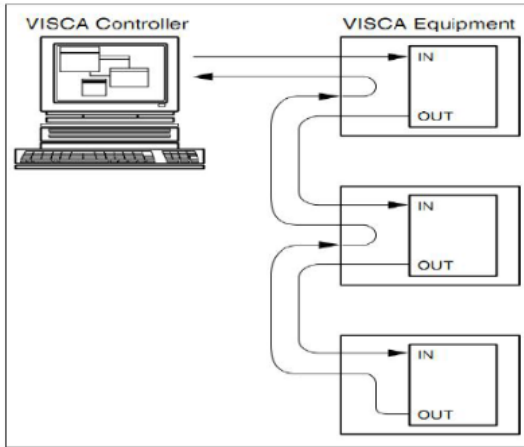 VISCA Controller
VISCA Equipment
IN
OUT
IN
OUT
IN
OUT